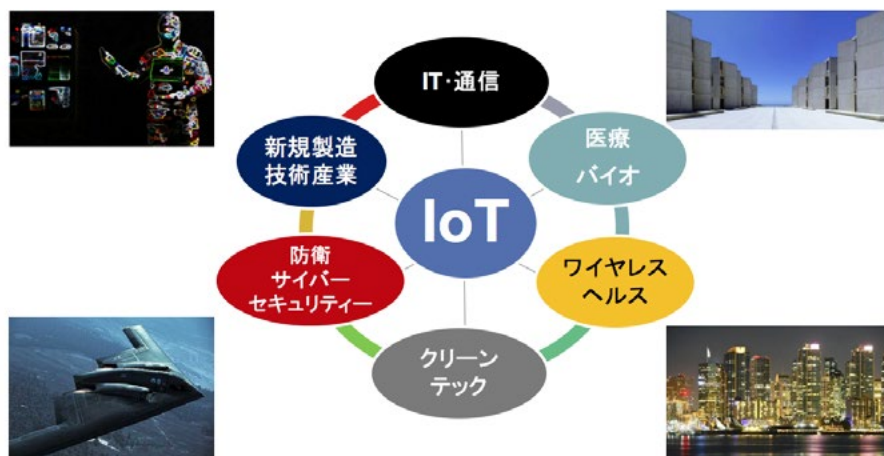 IT・通信
医療
バイオ
新規製造
技術産業
IoT
防衛
サイバー
セキュリティー
ワイヤレス
ヘルス
クリーン
テック